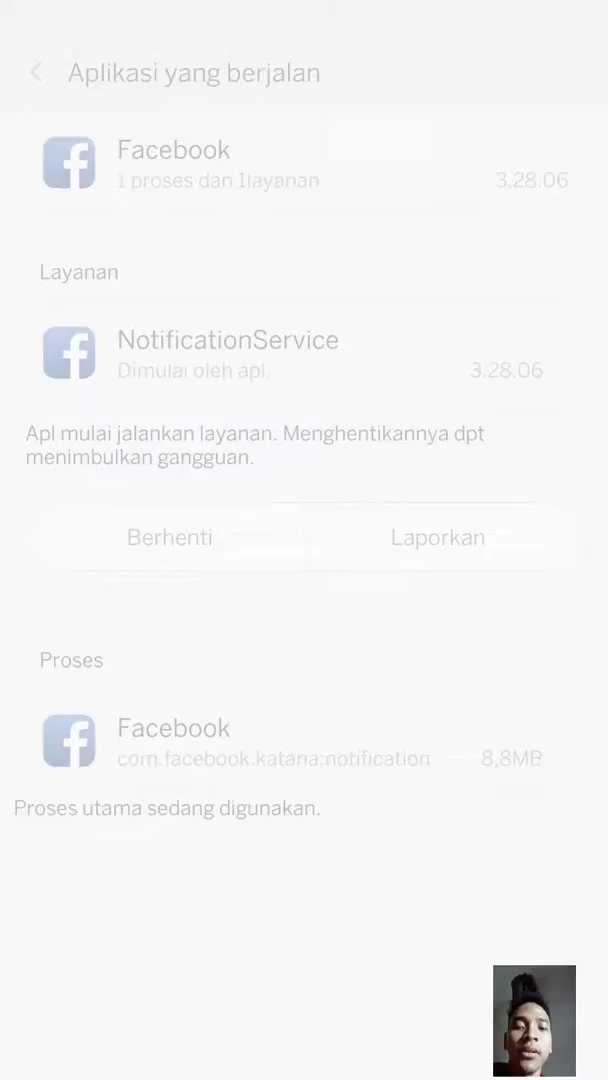 Aplikasi yang berjalan
Facebook
1 proses dan 1layanan 3.28.06
Layanan
NotificationService
Dimulai oleh apl. 3.28.06
Apl mulai jalankan layanan. Menghentikannya dpt
menimbulkan gangguan.
Berhenti Laporkan
Proses
Facebook
com.facebook.katana:notification 8,8MB
Proses utama sedang digunakan.